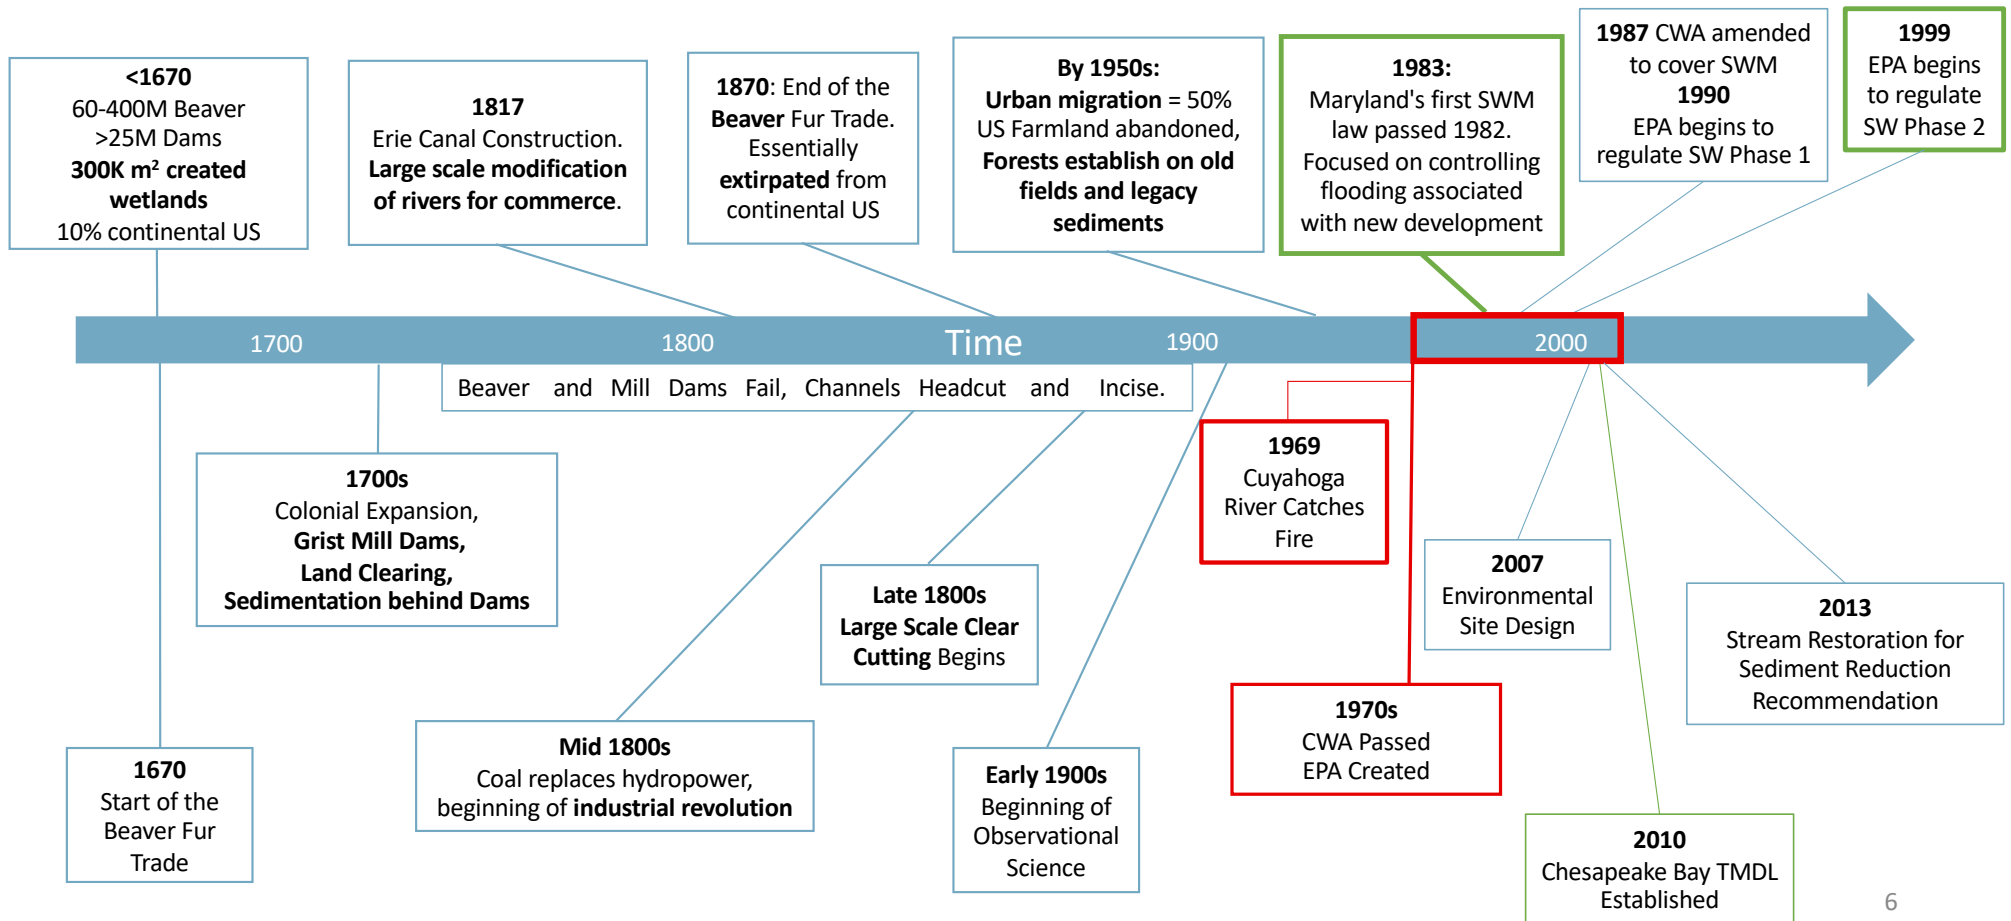 <1670
60-400M Beaver
>25M Dams
300K m² created
wetlands
10% continental US
1817
Erie Canal Construction.
Large scale modification
of rivers for commerce.
1870: End of the
Beaver Fur Trade.
Essentially
extirpated from
continental US
By 1950s:
Urban migration = 50%
US Farmland abandoned,
Forests establish on old
fields and legacy
sediments
1983:
Maryland's first SWM
law passed 1982.
Focused on controlling
flooding associated
with new development
1987 CWA amended
to cover SWM
1990
EPA begins to
regulate SW Phase 1
1999
EPA begins
to regulate
SW Phase 2
1700
1800
Time
1900
2000
Beaver and Mill Dams Fail, Channels Headcut and Incise.
1700s
Colonial Expansion,
Grist Mill Dams,
Land Clearing,
Sedimentation behind Dams
1969
Cuyahoga
River Catches
Fire
Late 1800s
Large Scale Clear
Cutting Begins
2007
Environmental
Site Design
2013
Stream Restoration for
Sediment Reduction
Recommendation
1670
Start of the
Beaver Fur
Trade
Mid 1800s
Coal replaces hydropower,
beginning of industrial revolution
Early 1900s
Beginning of
Observational
Science
1970s
CWA Passed
EPA Created
2010
Chesapeake Bay TMDL
Established
6